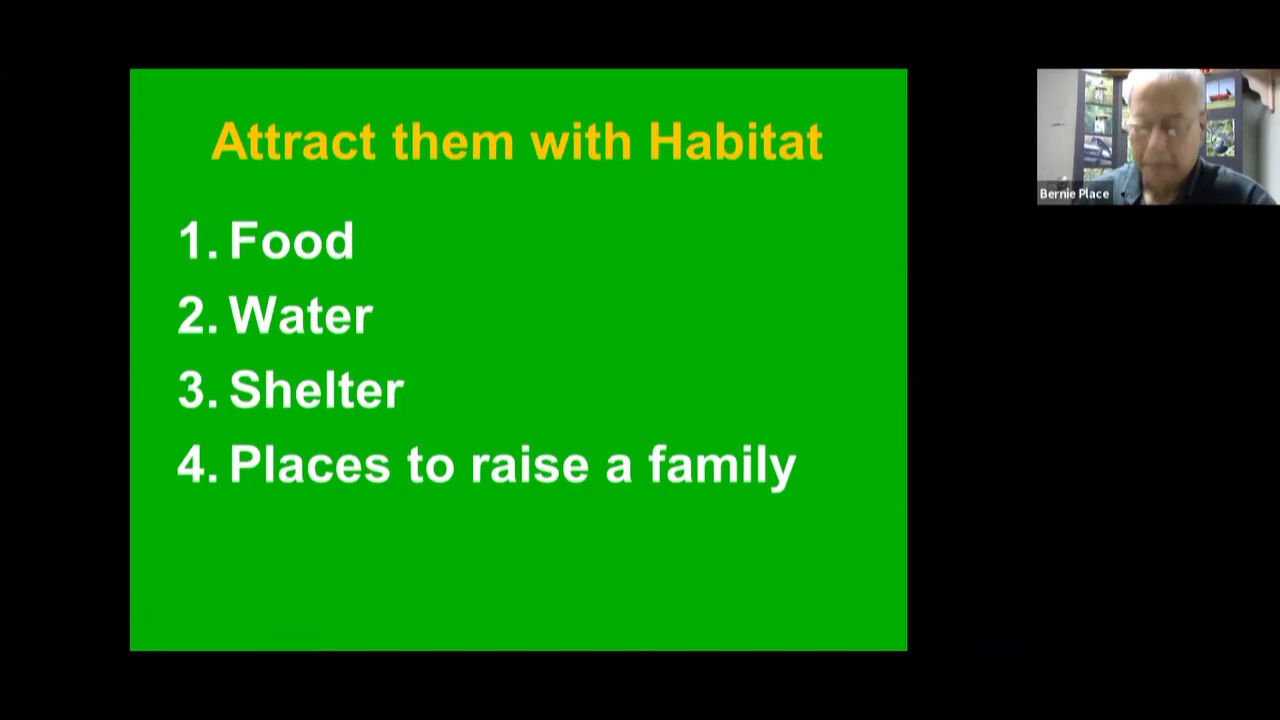 Attract them with Habitat
1. Food
2. Water
3. Shelter
4. Places to raise a family
Bernie Place